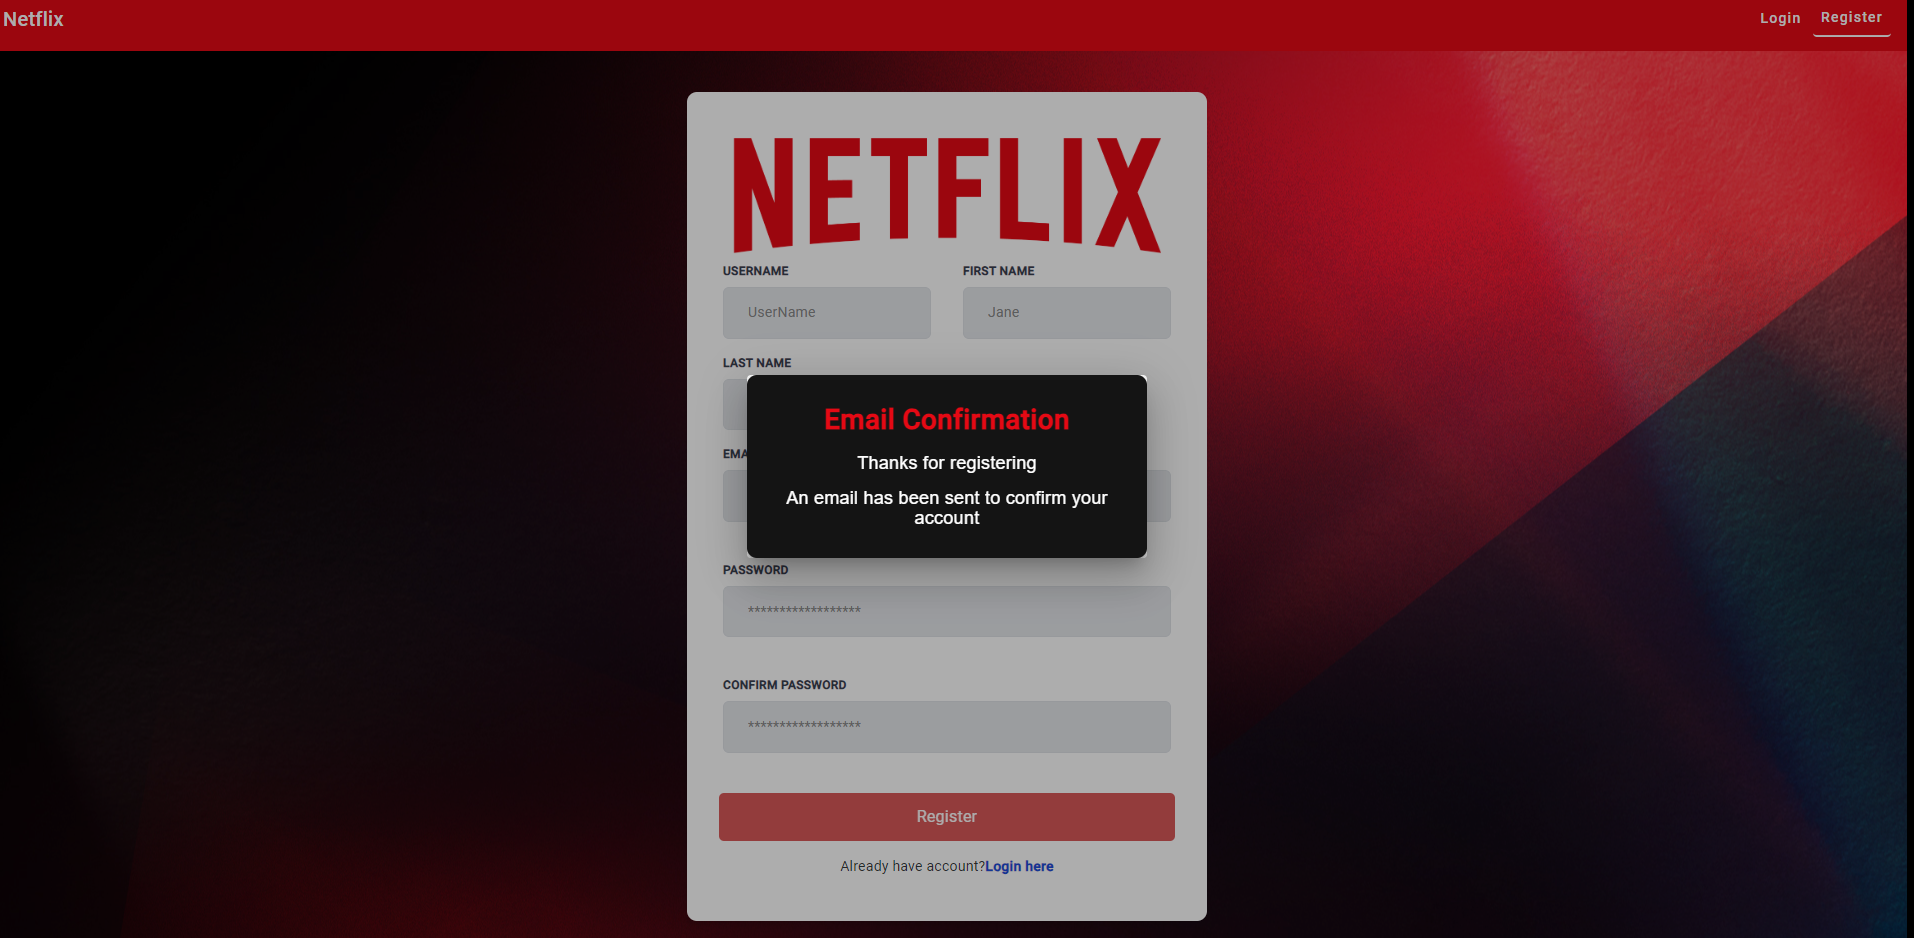 Netflix
Login
Register
NETFLIX
USERNAME
FIRST NAME
UserName
Jane
LAST NAME
Email Confirmation
Thanks for registering
An email has been sent to confirm your
account
EMA
PASSWORD
******************
CONFIRM PASSWORD
******************
Register
Already have account?Login here